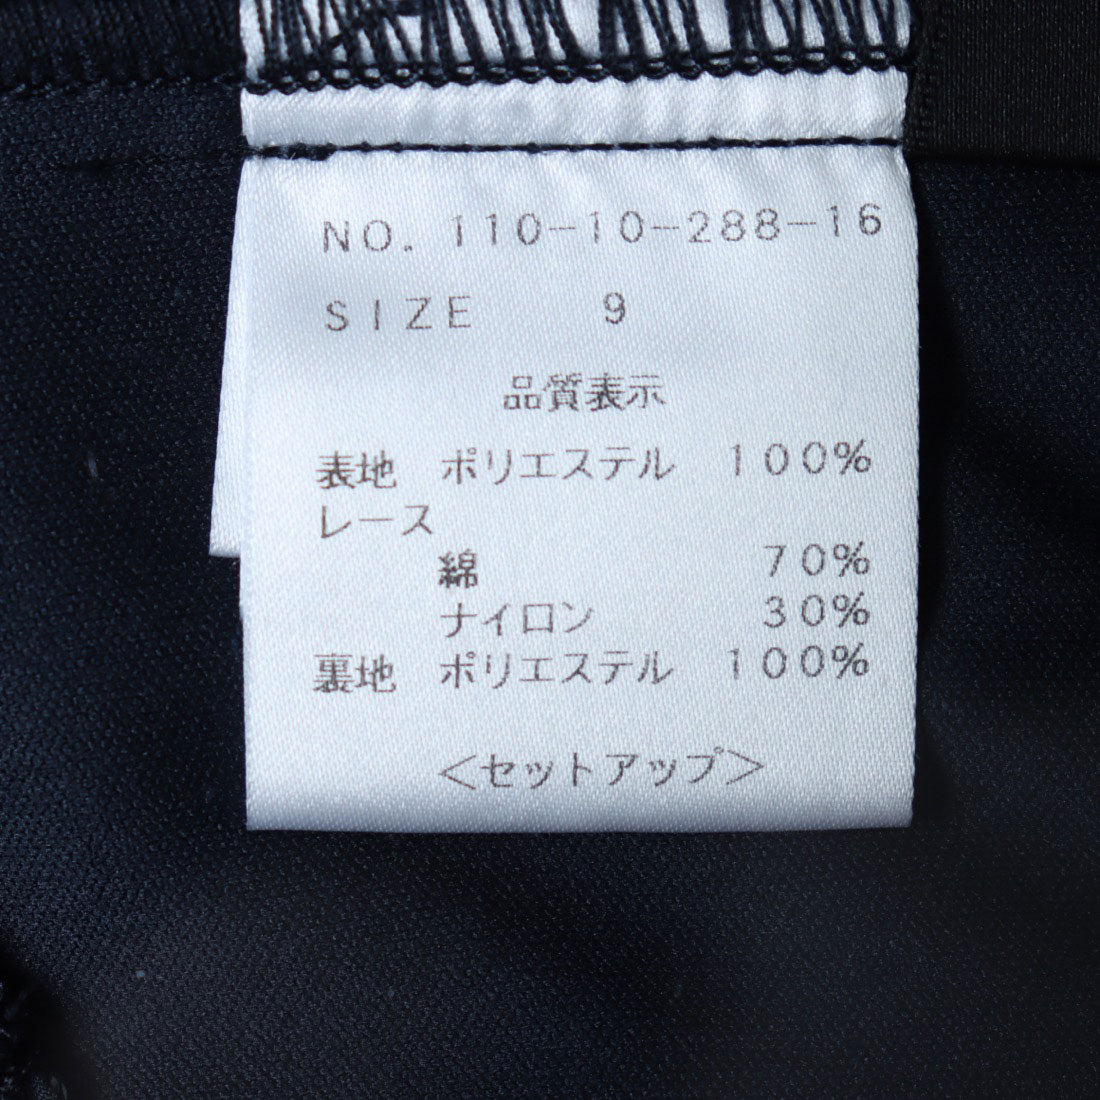 NO. 110-10-288-16
SIZE 9
品質表示
表地 ポリエステル 100%
レース
綿 70%
ナイロン 30%
裏地 ポリエステル 100%
<セットアップ>